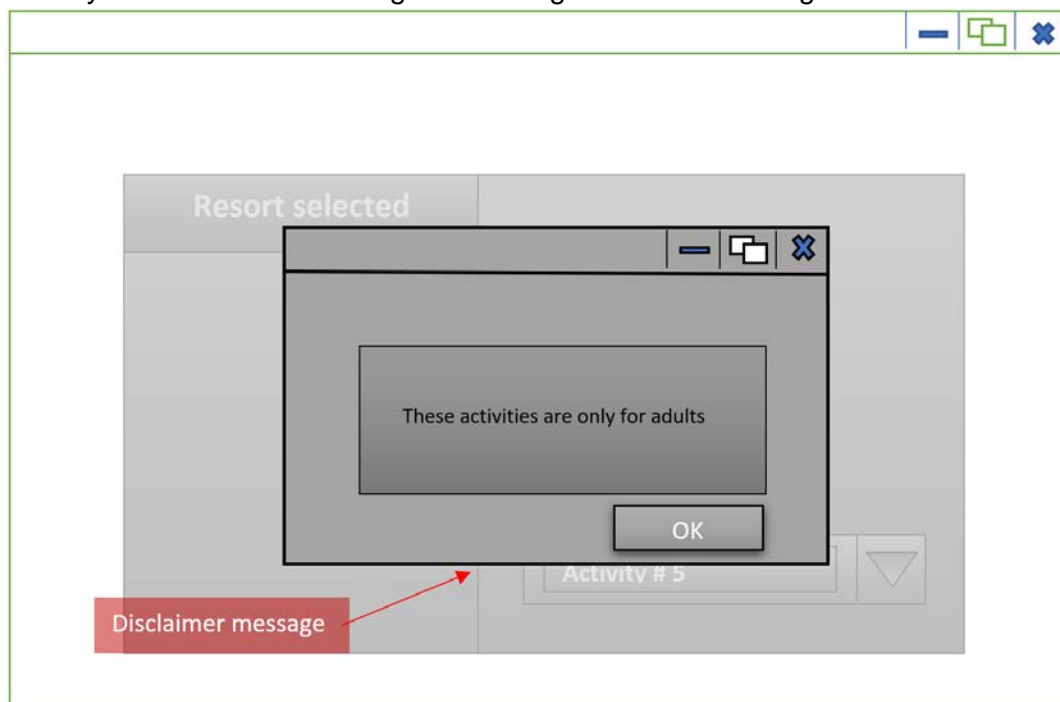 Resort selected
These activities are only for adults
OK
Activity # 5
Disclaimer message